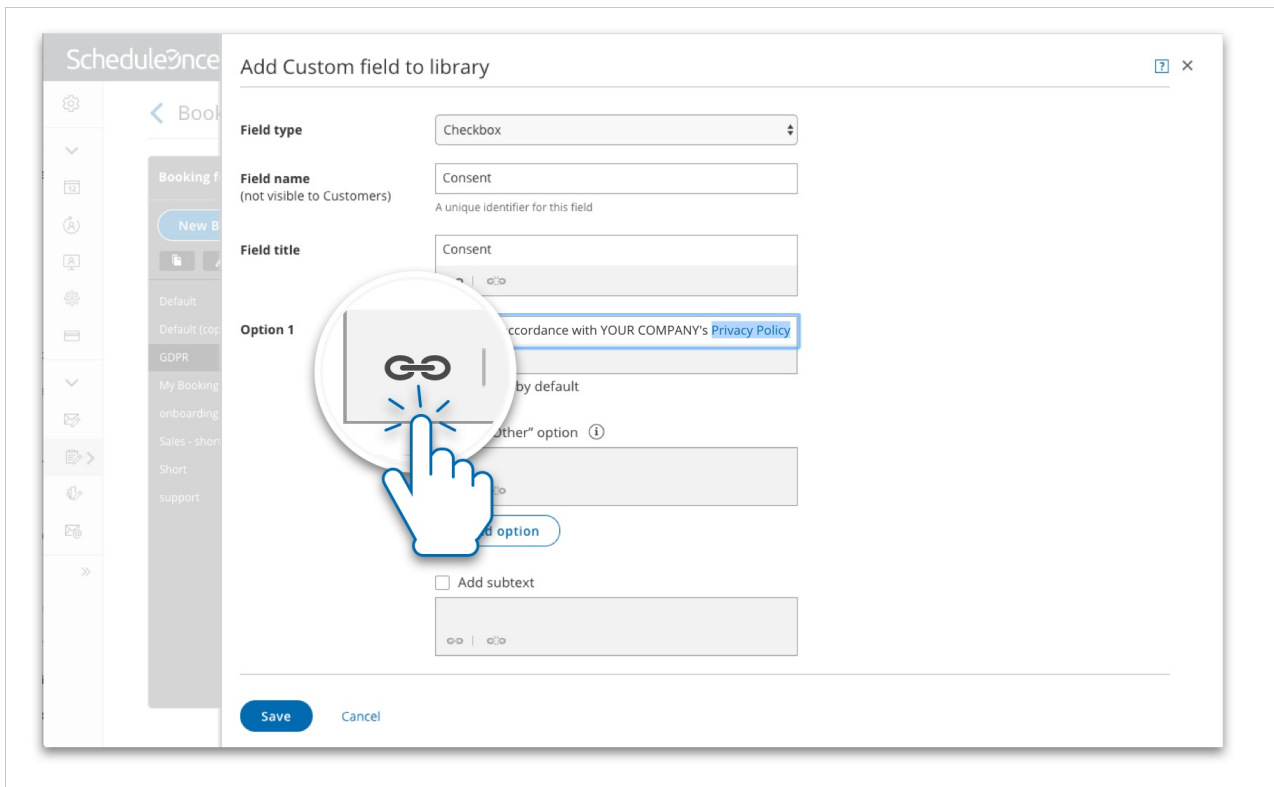 ScheduleOnce
Add Custom field to library
?
Book
Field type
Checkbox
Booking f
Field name
(not visible to Customers)
Consent
A unique identifier for this field
12
New B
Field title
Consent
Default
Default (cop
Option 1
ccordance with YOUR COMPANY's Privacy Policy
GDPR
My Booking
by default
onboarding
Other" option i
Sales - shor
Short
support
d option
Add subtext
Save
Cancel